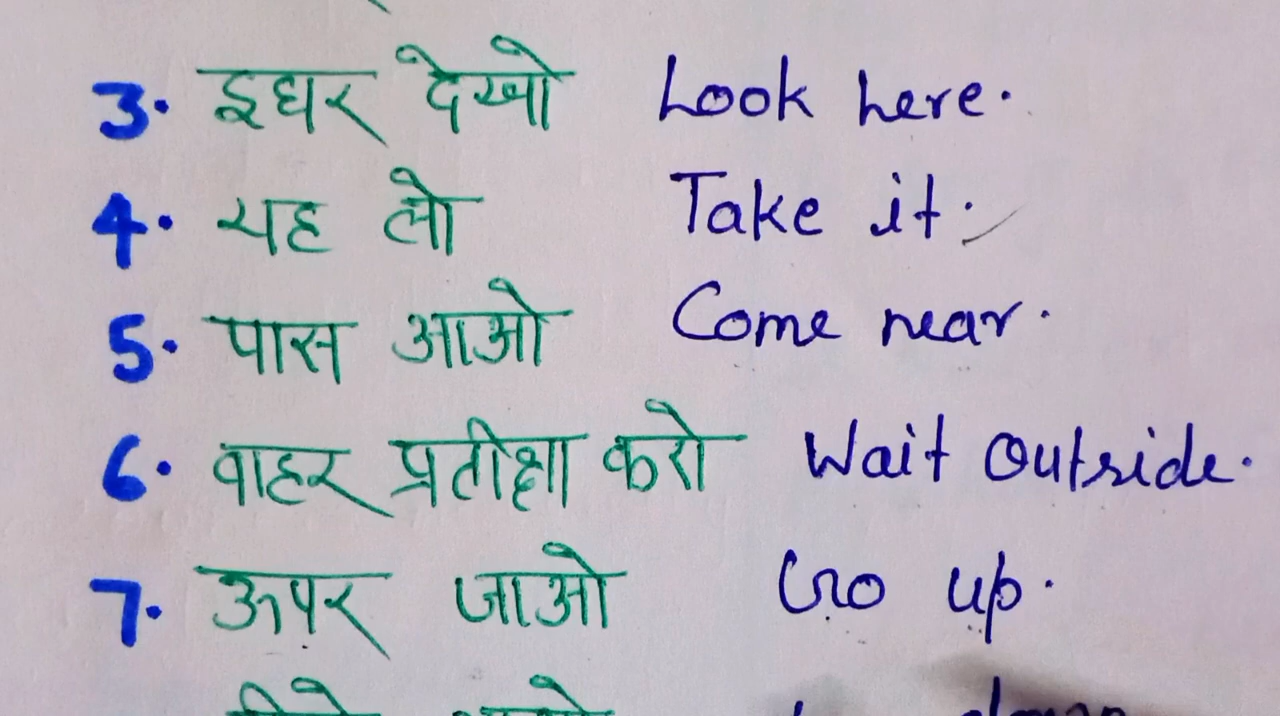 3. इधर देखो Look here.
4. यह लो Take it.
5. पास आओ Come near.
6. वाहर प्रतीक्षा करो Wait Outside.
7. ऊपर जाओ Go up.